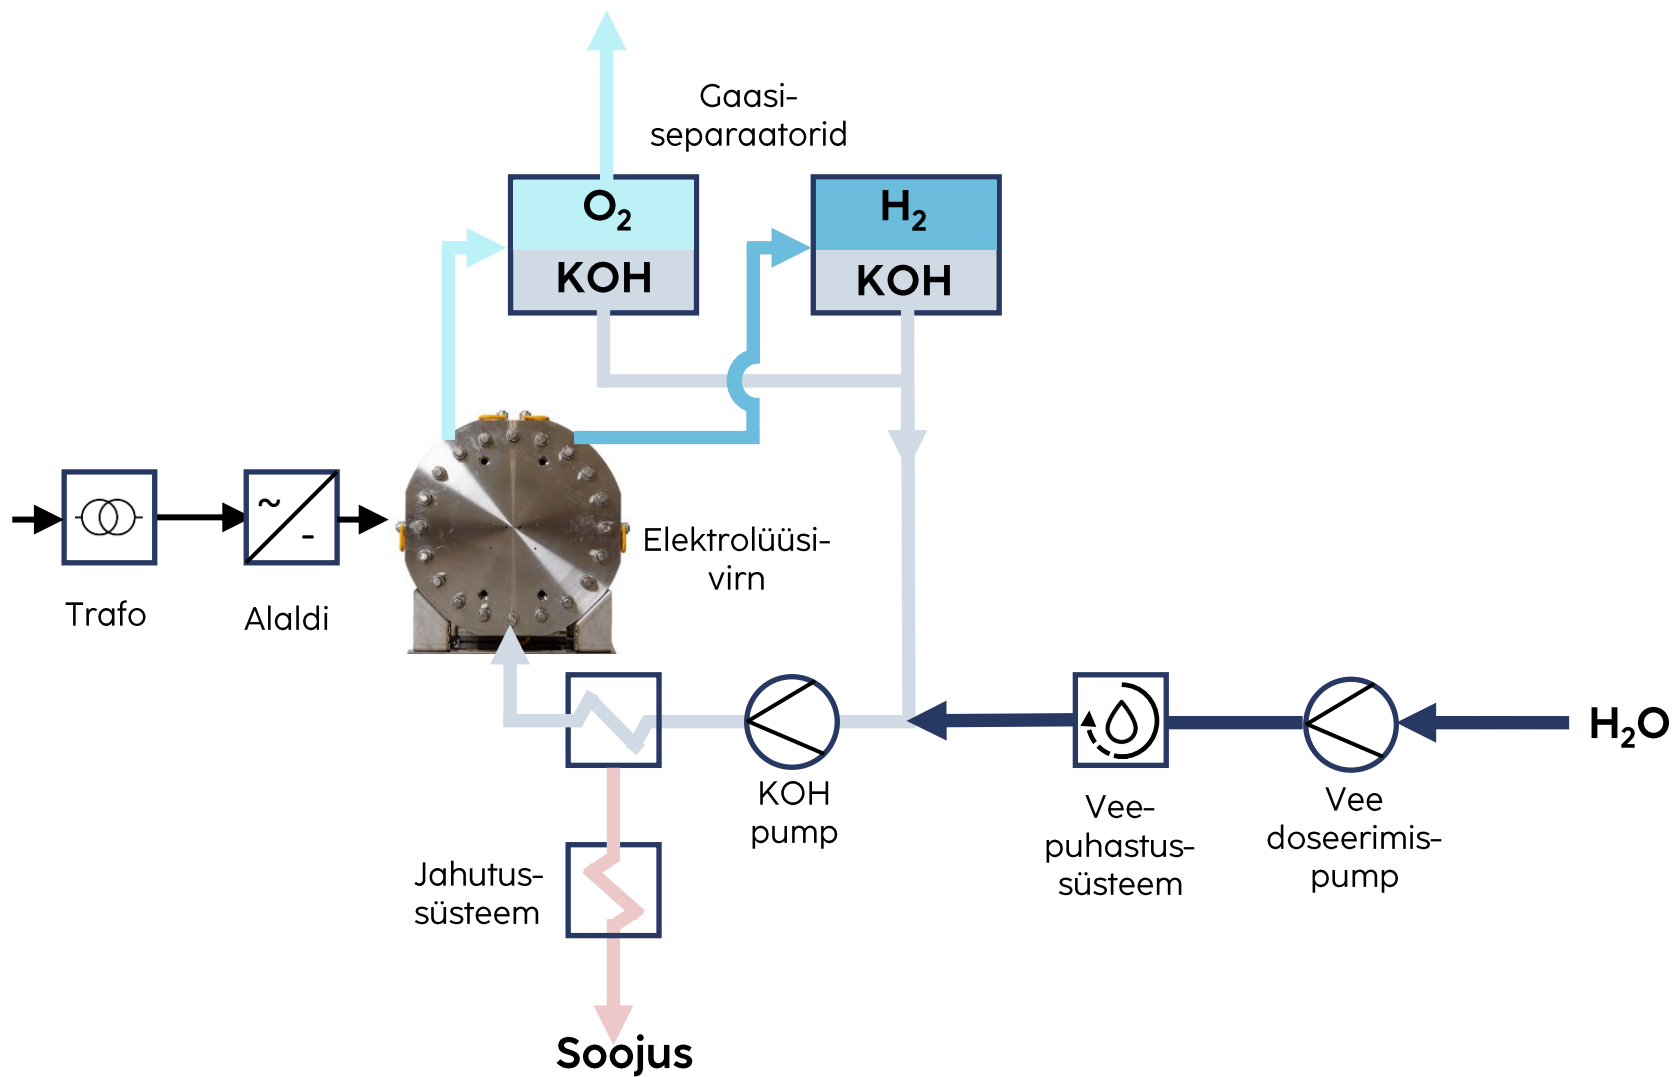 Gaasi-
separaatorid
O₂
KOH
H₂
KOH
~
-
Trafo
Alaldi
Elektrolüüsi-
virn
H₂O
KOH
pump
Vee-
puhastus-
süsteem
Vee
doseerimis-
pump
Jahutus-
süsteem
Soojus